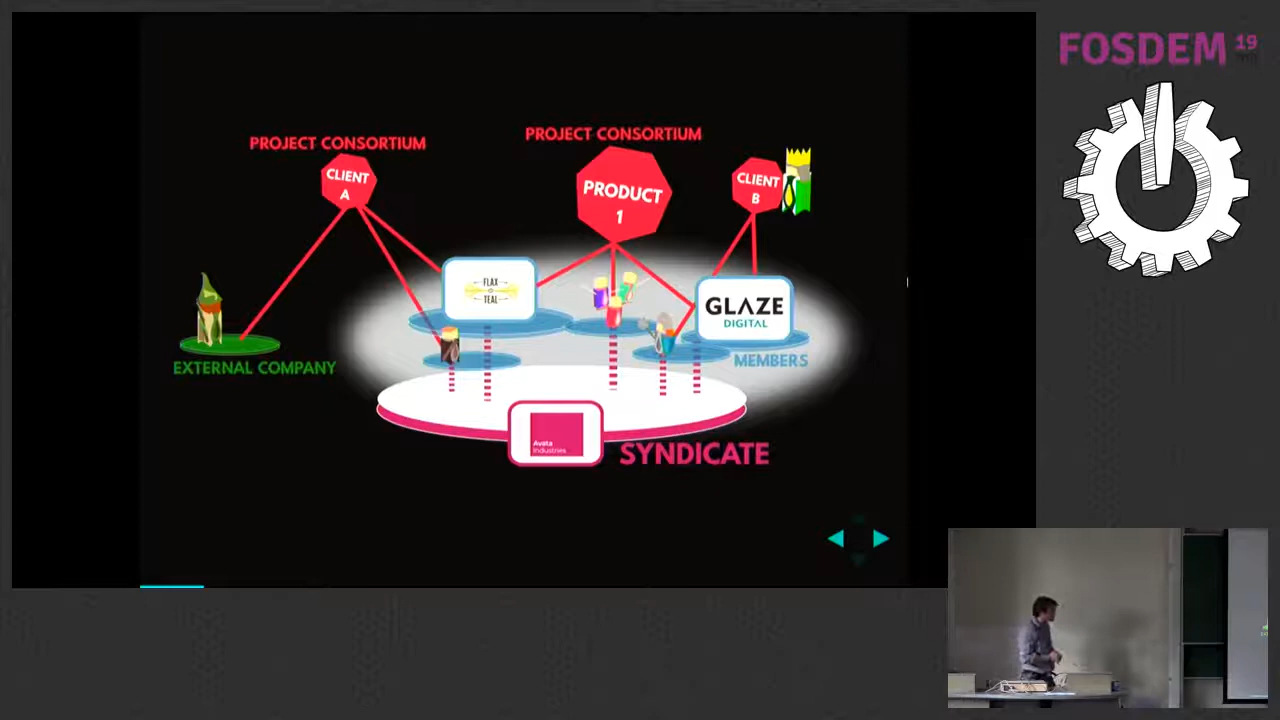 FOSDEM 19
PROJECT CONSORTIUM
PROJECT CONSORTIUM
CLIENT
A
PRODUCT
1
CLIENT
B
FLAX
TEAL
GLAZE
DIGITAL
EXTERNAL COMPANY
MEMBERS
Avata
Industries
SYNDICATE